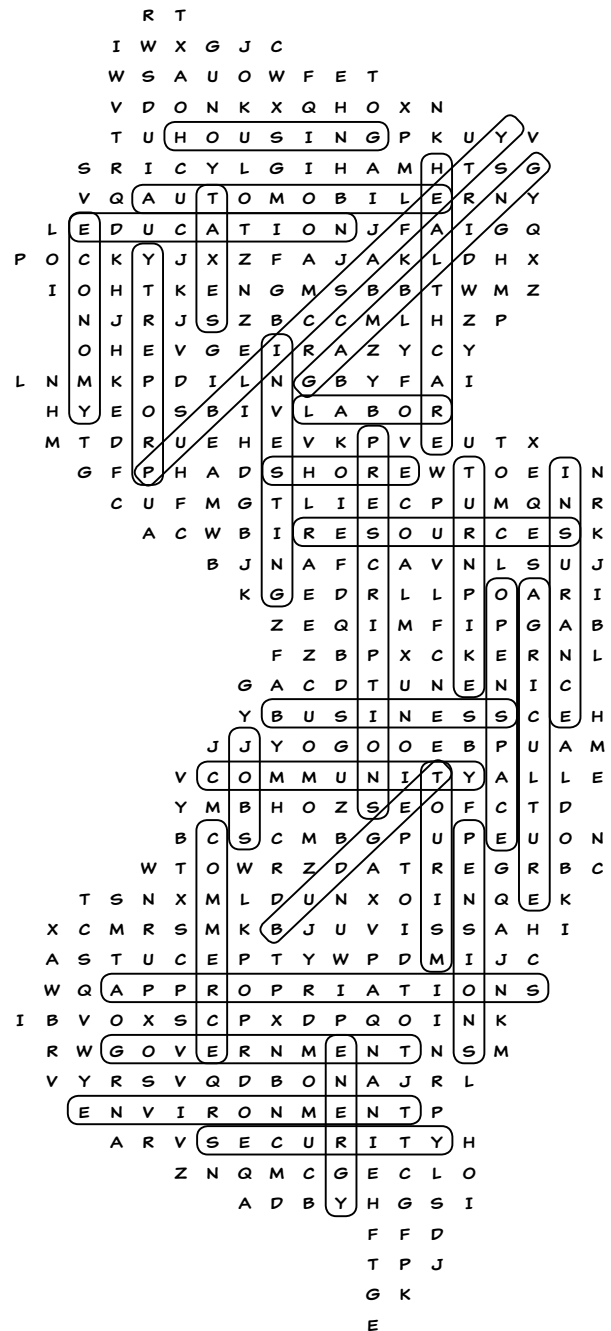 R T
I W X G J C
W S A U O W F E T
V D O N K X Q H O X N
T U H O U S I N G P K U Y V
S R I C Y L G I H A M H T S G
V Q A U T O M O B I L E R N Y
L E D U C A T I O N J F A I G Q
P O C K Y J X Z F A J A K L D H X
I O H T K E N G M S B B T W M Z
N J R J S Z B C C M L H Z P
O H E V G E I R A Z Y C Y
L N M K P D I L N G B Y F A I
H Y E O S B I V L A B O R
M T D R U E H E V K P V E U T X
G F P H A D S H O R E W T O E I N
C U F M G T L I E C P U M Q N R
A C W B I R E S O U R C E S K
B J N A F C A V N L S U J
K G E D R L L P O A R I
Z E Q I M F I P G A B
F Z B P X C K E R N L
G A C D T U N E N I C
Y B U S I N E S S C E H
J J Y O G O O E B P U A M
V C O M M U N I T Y A L L E
Y M B H O Z S E O F C T D
B C S C M B G P U P E U O N
W T O W R Z D A T R E G R B C
T S N X M L D U N X O I N Q E K
X C M R S M K B J U V I S S A H I
A S T U C E P T Y W P D M I J C
W Q A P P R O P R I A T I O N S
I B V O X S C P X D P Q O I N K
R W G O V E R N M E N T N S M
V Y R S V Q D B O N A J R L
E N V I R O N M E N T P
A R V S E C U R I T Y H
Z N Q M C G E C L O
A D B Y H G S I
F F D
T P J
G K
E